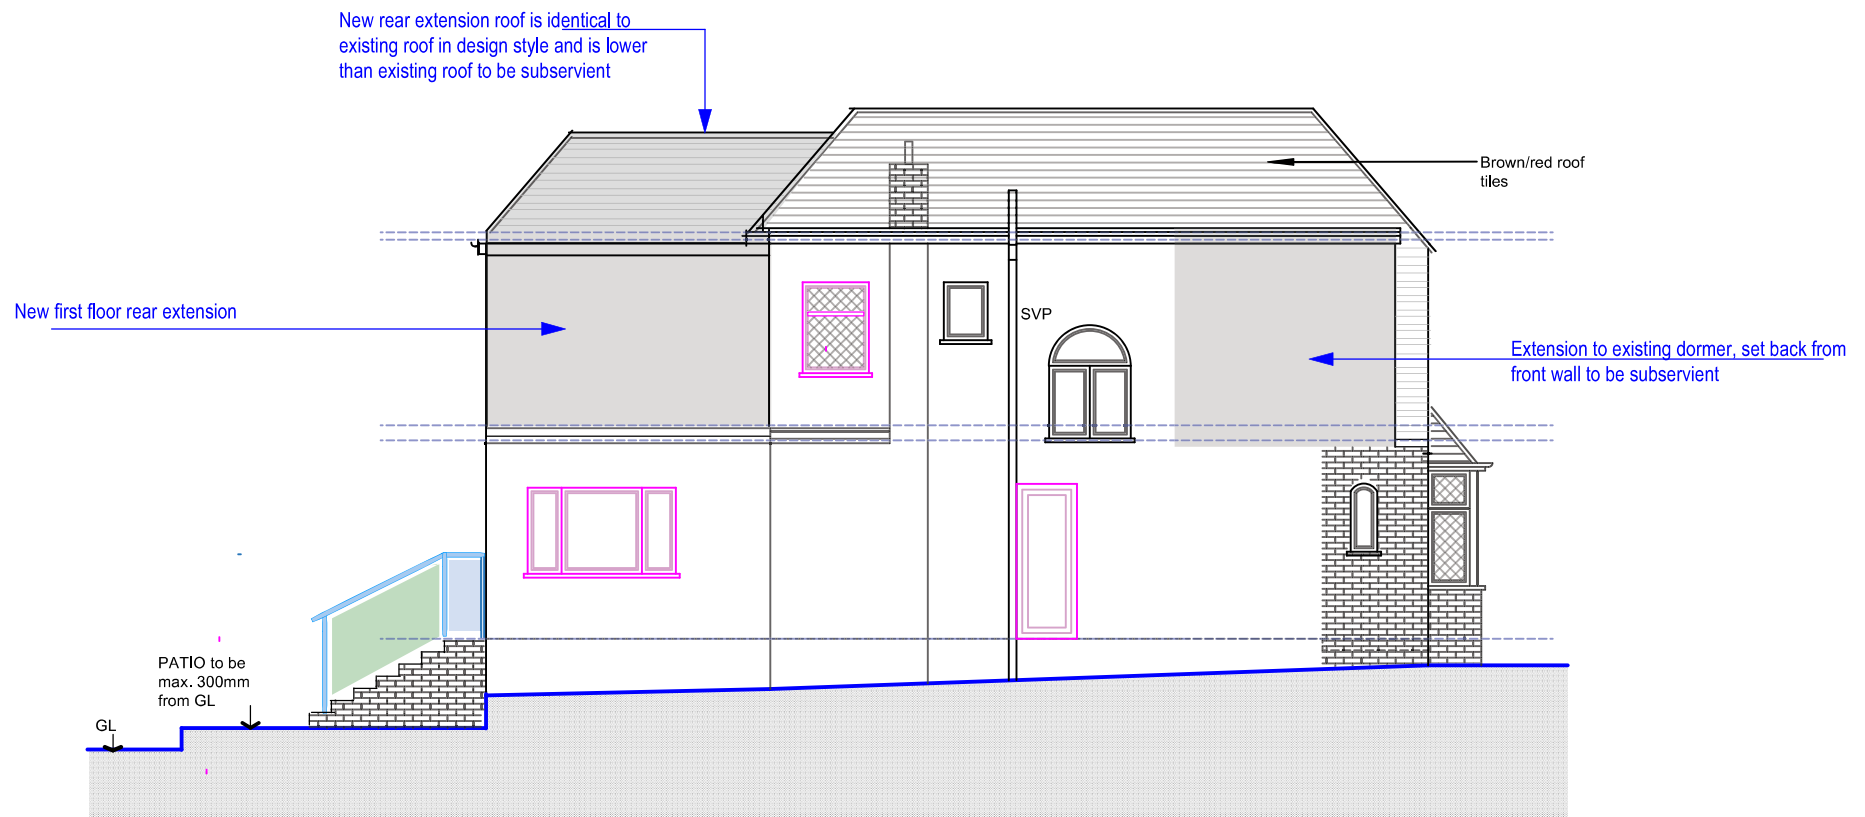 New rear extension roof is identical to
existing roof in design style and is lower
than existing roof to be subservient
Brown/red roof
tiles
New first floor rear extension
SVP
Extension to existing dormer, set back from
front wall to be subservient
PATIO to be
max. 300mm
from GL
GL